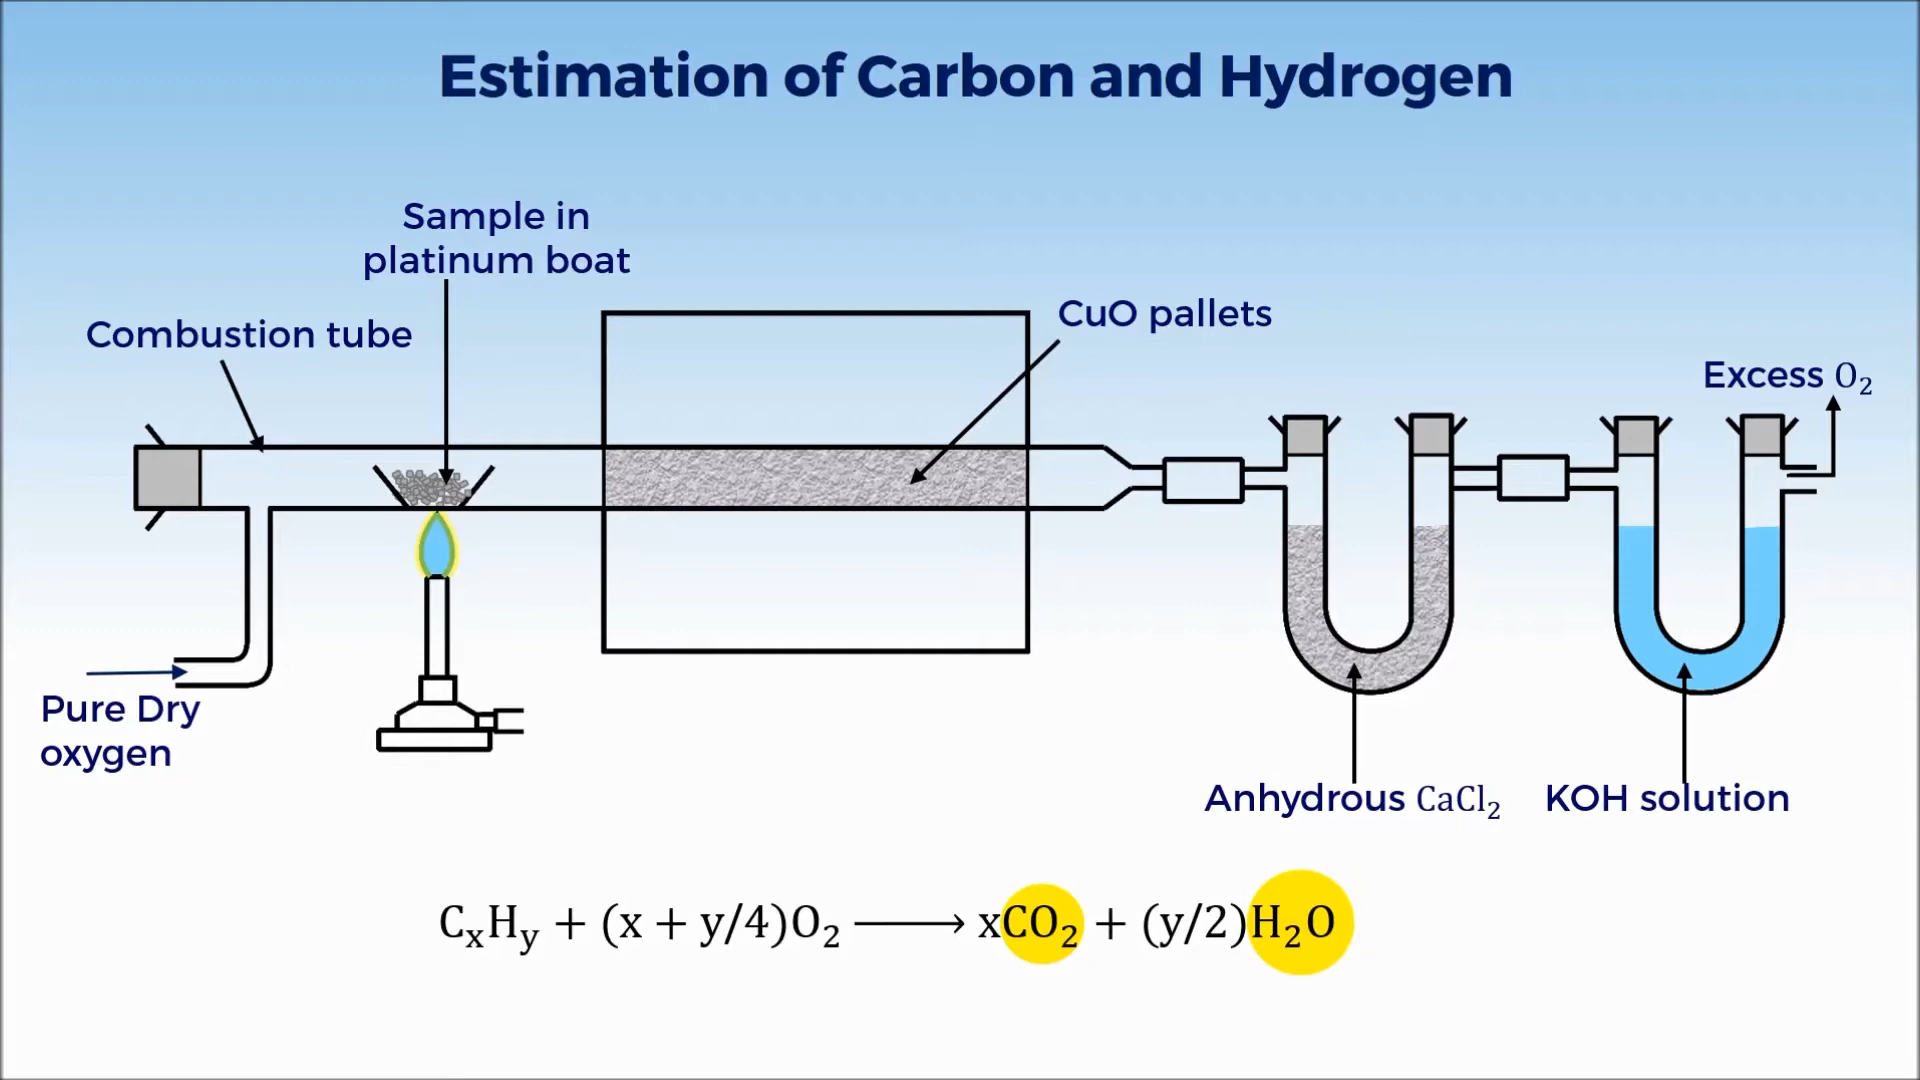 Estimation of Carbon and Hydrogen
Sample in
platinum boat
Combustion tube
CuO pallets
Excess O₂
Pure Dry
oxygen
Anhydrous CaCl₂
KOH solution
CₓHᵧ + (x + y/4)O₂ ⟶ xCO₂ + (y/2)H₂O